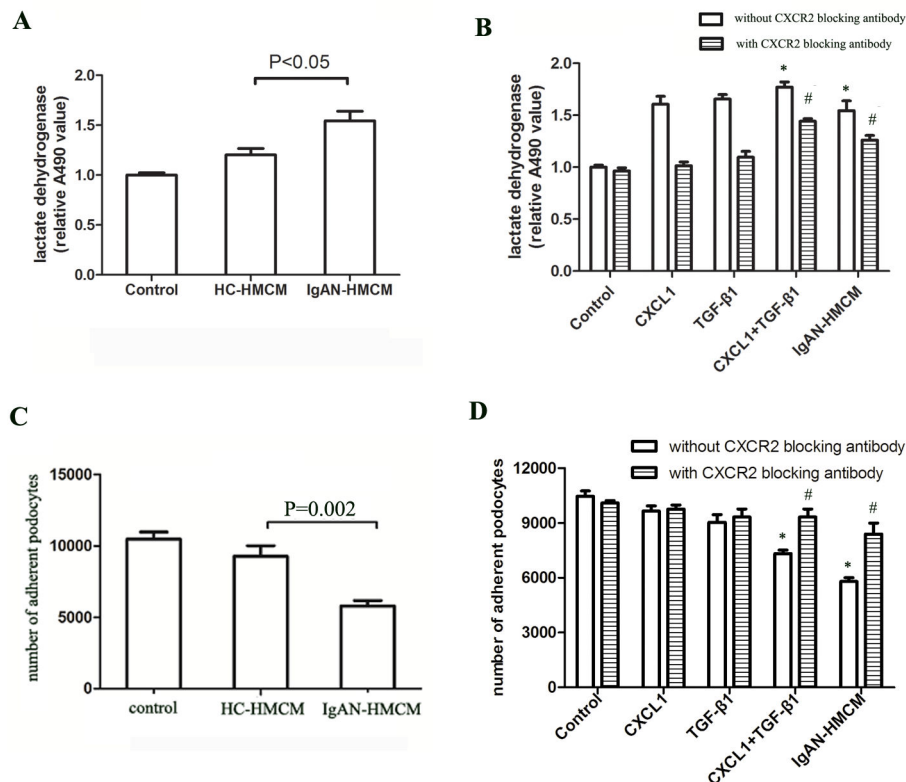 A
P<0.05
lactate dehydrogenase
(relative A490 value)
2.0
1.5
1.0
0.5
0.0
Control
HC-HMCM
IgAN-HMCM
B
without CXCR2 blocking antibody
with CXCR2 blocking antibody
lactate dehydrogenase
(relative A490 value)
2.0
1.5
1.0
0.5
0.0
*
#
*
#
Control
CXCL1
TGF-β1
CXCL1+TGF-β1
IgAN-HMCM
C
number of adherent podocytes
15000
10000
5000
0
P=0.002
control
HC-HMCM
IgAN-HMCM
D
without CXCR2 blocking antibody
with CXCR2 blocking antibody
number of adherent podocytes
12000
9000
6000
3000
0
*
#
*
#
Control
CXCL1
TGF-β1
CXCL1+TGF-β1
IgAN-HMCM